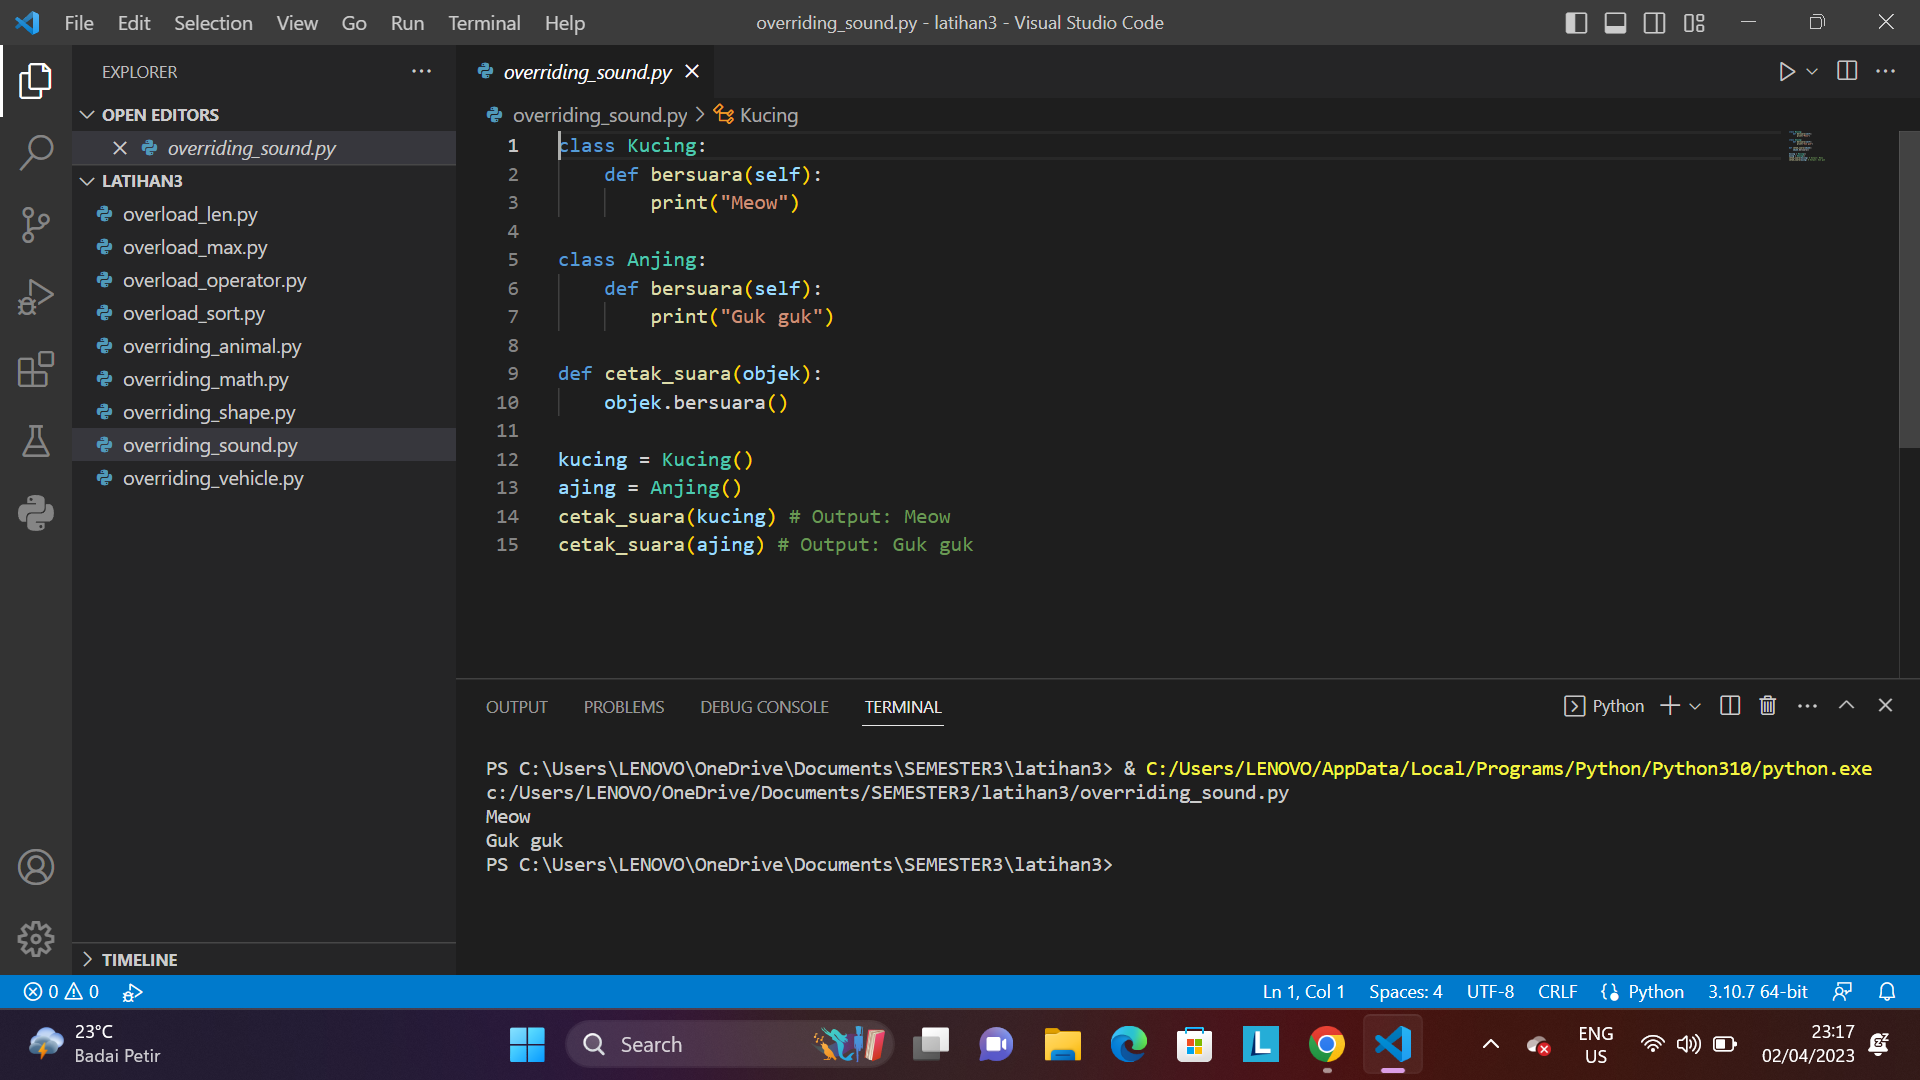 File Edit Selection View Go Run Terminal Help
overriding_sound.py - latihan3 - Visual Studio Code
EXPLORER
OPEN EDITORS
overriding_sound.py
LATIHAN3
overload_len.py
overload_max.py
overload_operator.py
overload_sort.py
overriding_animal.py
overriding_math.py
overriding_shape.py
overriding_sound.py
overriding_vehicle.py
TIMELINE
overriding_sound.py
overriding_sound.py > Kucing
1 class Kucing:
2     def bersuara(self):
3         print("Meow")
4
5 class Anjing:
6     def bersuara(self):
7         print("Guk guk")
8
9 def cetak_suara(objek):
10     objek.bersuara()
11
12 kucing = Kucing()
13 ajing = Anjing()
14 cetak_suara(kucing) # Output: Meow
15 cetak_suara(ajing) # Output: Guk guk
OUTPUT PROBLEMS DEBUG CONSOLE TERMINAL
Python
PS C:\Users\LENOVO\OneDrive\Documents\SEMESTER3\latihan3> & C:/Users/LENOVO/AppData/Local/Programs/Python/Python310/python.exe
c:/Users/LENOVO/OneDrive/Documents/SEMESTER3/latihan3/overriding_sound.py
Meow
Guk guk
PS C:\Users\LENOVO\OneDrive\Documents\SEMESTER3\latihan3>
0 0
Ln 1, Col 1 Spaces: 4 UTF-8 CRLF Python 3.10.7 64-bit
23°C
Badai Petir
Search
L
ENG
US
23:17
02/04/2023